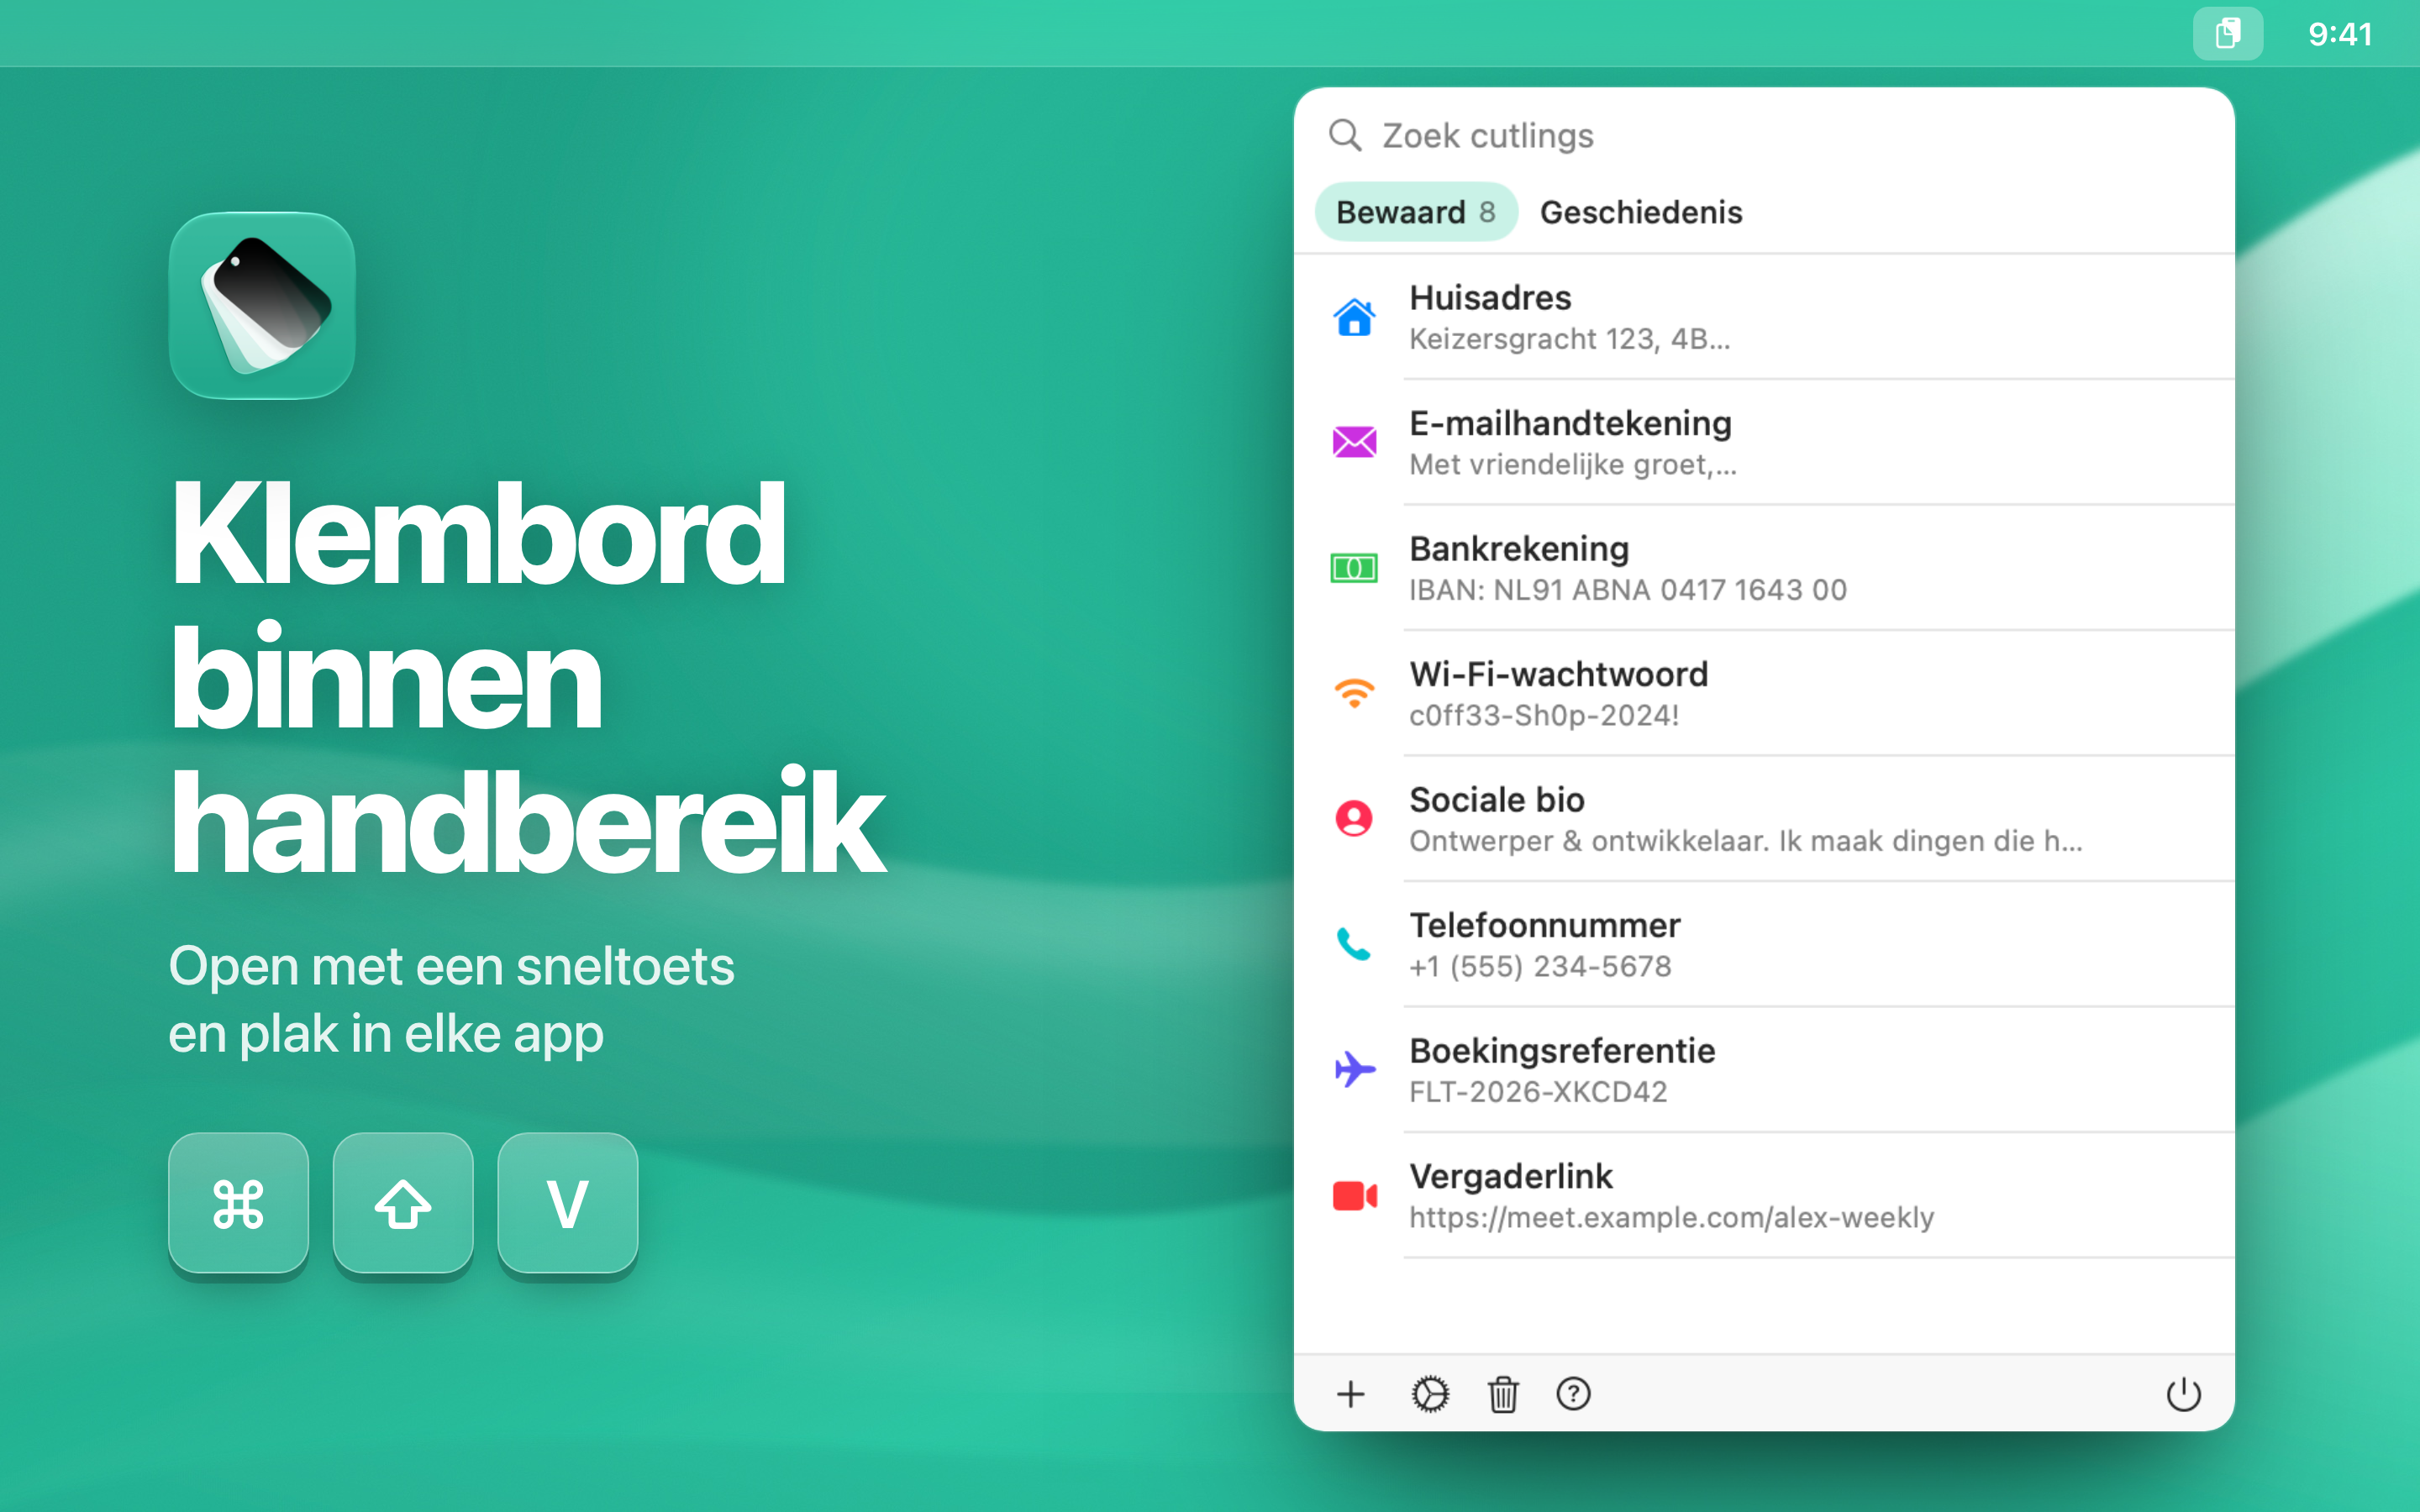 9:41
Klembord
binnen
handbereik
Open met een sneltoets
en plak in elke app
⌘ ⇧ V
Zoek cutlings
Bewaard 8 Geschiedenis
Huisadres
Keizersgracht 123, 4B...
E-mailhandtekening
Met vriendelijke groet,...
Bankrekening
IBAN: NL91 ABNA 0417 1643 00
Wi-Fi-wachtwoord
c0ff33-Sh0p-2024!
Sociale bio
Ontwerper & ontwikkelaar. Ik maak dingen die h...
Telefoonnummer
+1 (555) 234-5678
Boekingsreferentie
FLT-2026-XKCD42
Vergaderlink
https://meet.example.com/alex-weekly